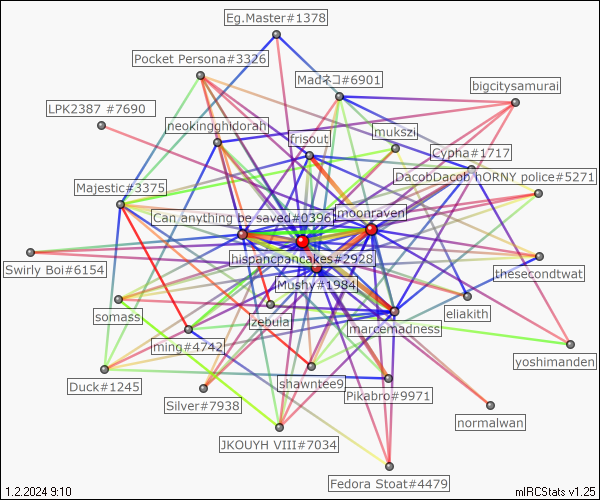 Eg.Master#1378
Pocket Persona#3326
Madネコ#6901
bigcitysamurai
LPK2387 #7690
neokingghidorah
mukszi
frisout
Cypha#1717
DacobDacob hORNY police#5271
Majestic#3375
Can anything be saved#0396
moonraven
hispancpancakes#2928
Swirly Boi#6154
thesecondtwat
Mushy#1984
somass
zebular
eliakith
marcemadness
ming#4742
yoshimanden
Duck#1245
shawntee9
Pikabro#9971
Silver#7938
normalwan
JKOUYH VIII#7034
Fedora Stoat#4479
1.2.2024 9:10
mIRCStats v1.25